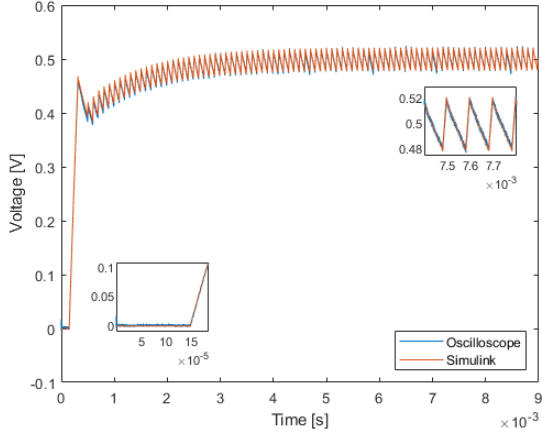 0.6
0.5
0.4
0.3
0.2
0.1
0
-0.1
Voltage [V]
0.52
0.5
0.48
7.5 7.6 7.7
×10⁻³
0.1
0.05
0
5 10 15
×10⁻⁵
Oscilloscope
Simulink
0 1 2 3 4 5 6 7 8 9
Time [s]
×10⁻³